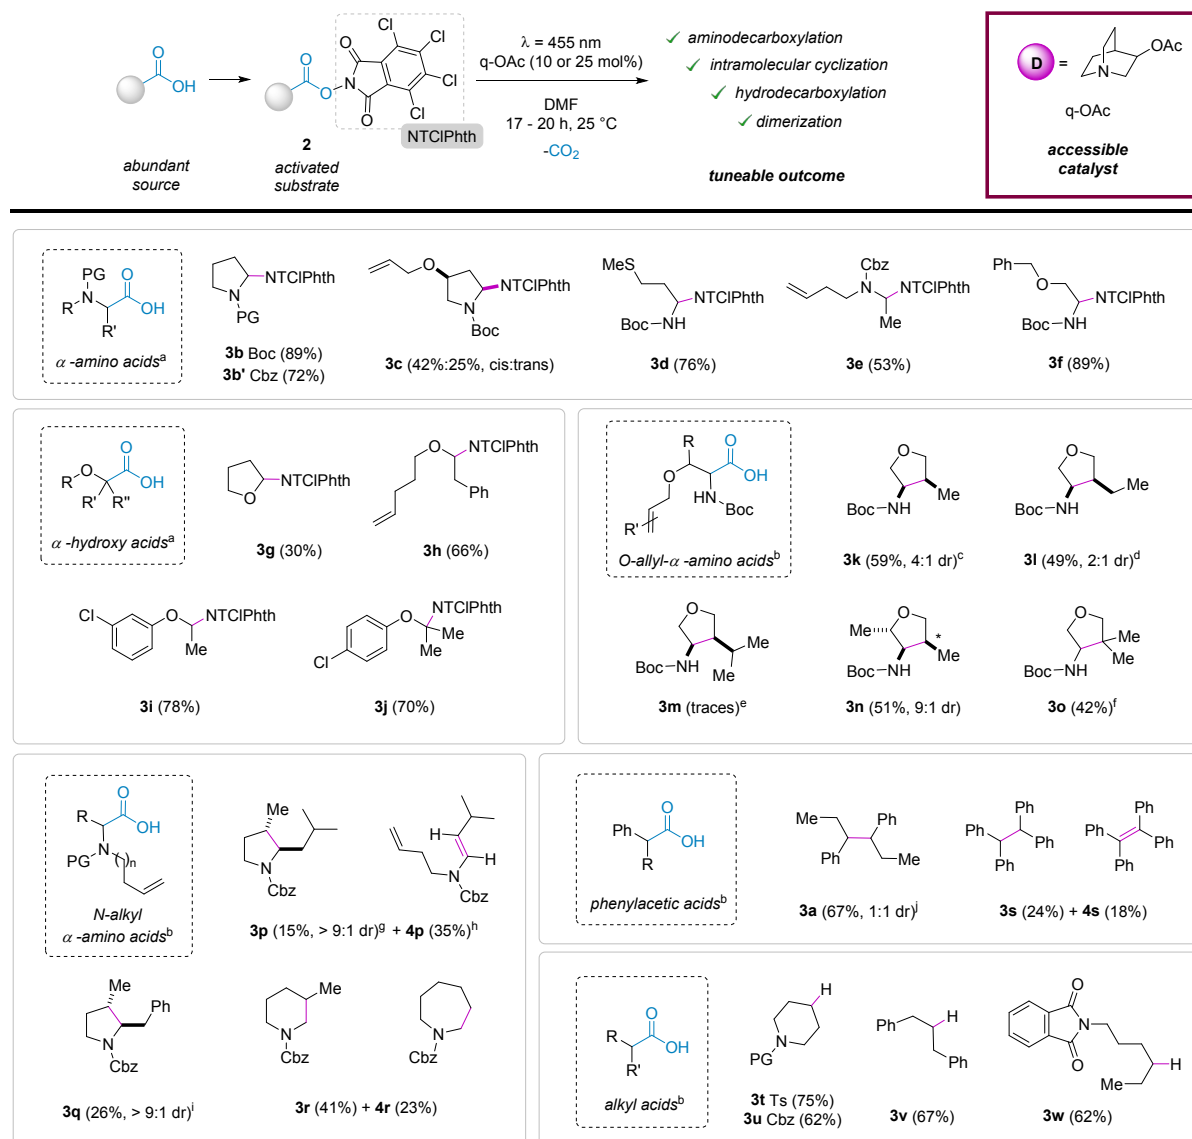 O
OH
abundant
source
O
O
N
O
O
Cl
Cl
Cl
Cl
NTClPhth
2
activated
substrate
λ = 455 nm
q-OAc (10 or 25 mol%)
DMF
17 - 20 h, 25 °C
-CO2
✓ aminodecarboxylation
✓ intramolecular cyclization
✓ hydrodecarboxylation
✓ dimerization
tuneable outcome
D =
N
OAc
q-OAc
accessible
catalyst
PG
R
N
O
OH
R'
α -amino acidsᵃ
N
PG
NTClPhth
3b Boc (89%)
3b' Cbz (72%)
O
N
Boc
NTClPhth
3c (42%:25%, cis:trans)
MeS
NTClPhth
Boc-NH
3d (76%)
Cbz
N
NTClPhth
Me
3e (53%)
Ph
O
NTClPhth
Boc-NH
3f (89%)
R
O
O
OH
R'
R"
α -hydroxy acidsᵃ
O
NTClPhth
3g (30%)
O
NTClPhth
Ph
3h (66%)
Cl
O
NTClPhth
Me
3i (78%)
Cl
O
NTClPhth
Me
Me
3j (70%)
R
O
OH
O
HN
Boc
R'
O-allyl-α -amino acidsᵇ
O
Boc-NH
Me
3k (59%, 4:1 dr)ᶜ
O
Boc-NH
Me
3l (49%, 2:1 dr)ᵈ
O
Boc-NH
Me
Me
3m (traces)ᵉ
O
Me
*
Me
Boc-NH
3n (51%, 9:1 dr)
O
Me
Me
Boc-NH
3o (42%)ᶠ
R
O
OH
PG
N
( )n
N-alkyl
α -amino acidsᵇ
Me
N
Cbz
H
H
N
Cbz
3p (15%, > 9:1 dr)ᵍ + 4p (35%)ʰ
Me
Ph
N
Cbz
3q (26%, > 9:1 dr)ⁱ
Me
N
Cbz
N
Cbz
3r (41%) + 4r (23%)
Ph
O
OH
R
phenylacetic acidsᵇ
Me
Ph
Ph
Me
3a (67%, 1:1 dr)ʲ
Ph
Ph
Ph
Ph
Ph
Ph
Ph
Ph
3s (24%) + 4s (18%)
R
O
OH
R'
alkyl acidsᵇ
H
N
PG
3t Ts (75%)
3u Cbz (62%)
Ph
H
Ph
3v (67%)
O
N
O
H
Me
3w (62%)